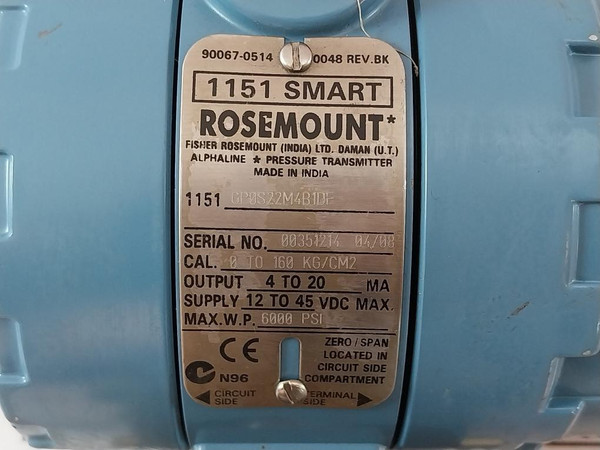 90067-0514 0048 REV.BK
1151 SMART
ROSEMOUNT*
FISHER ROSEMOUNT (INDIA) LTD. DAMAN (U.T.)
ALPHALINE * PRESSURE TRANSMITTER
MADE IN INDIA
1151 GP0S22M4B1DF
SERIAL NO. 00351214 04/08
CAL. 0 TO 160 KG/CM2
OUTPUT 4 TO 20 MA
SUPPLY 12 TO 45 VDC MAX.
MAX.W.P. 6000 PSI
CE
N96
ZERO/SPAN
LOCATED IN
CIRCUIT SIDE
COMPARTMENT
CIRCUIT
SIDE
TERMINAL
SIDE